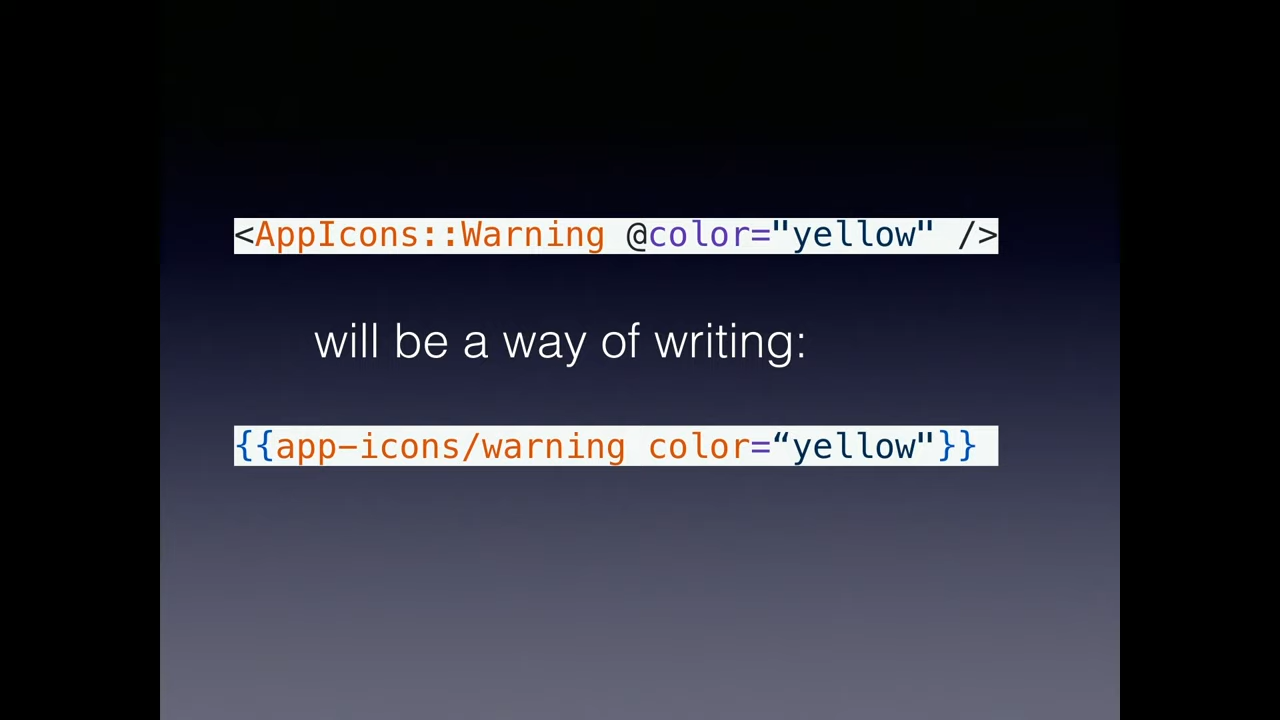 <AppIcons::Warning @color="yellow" />
will be a way of writing:
{{app-icons/warning color=“yellow"}}